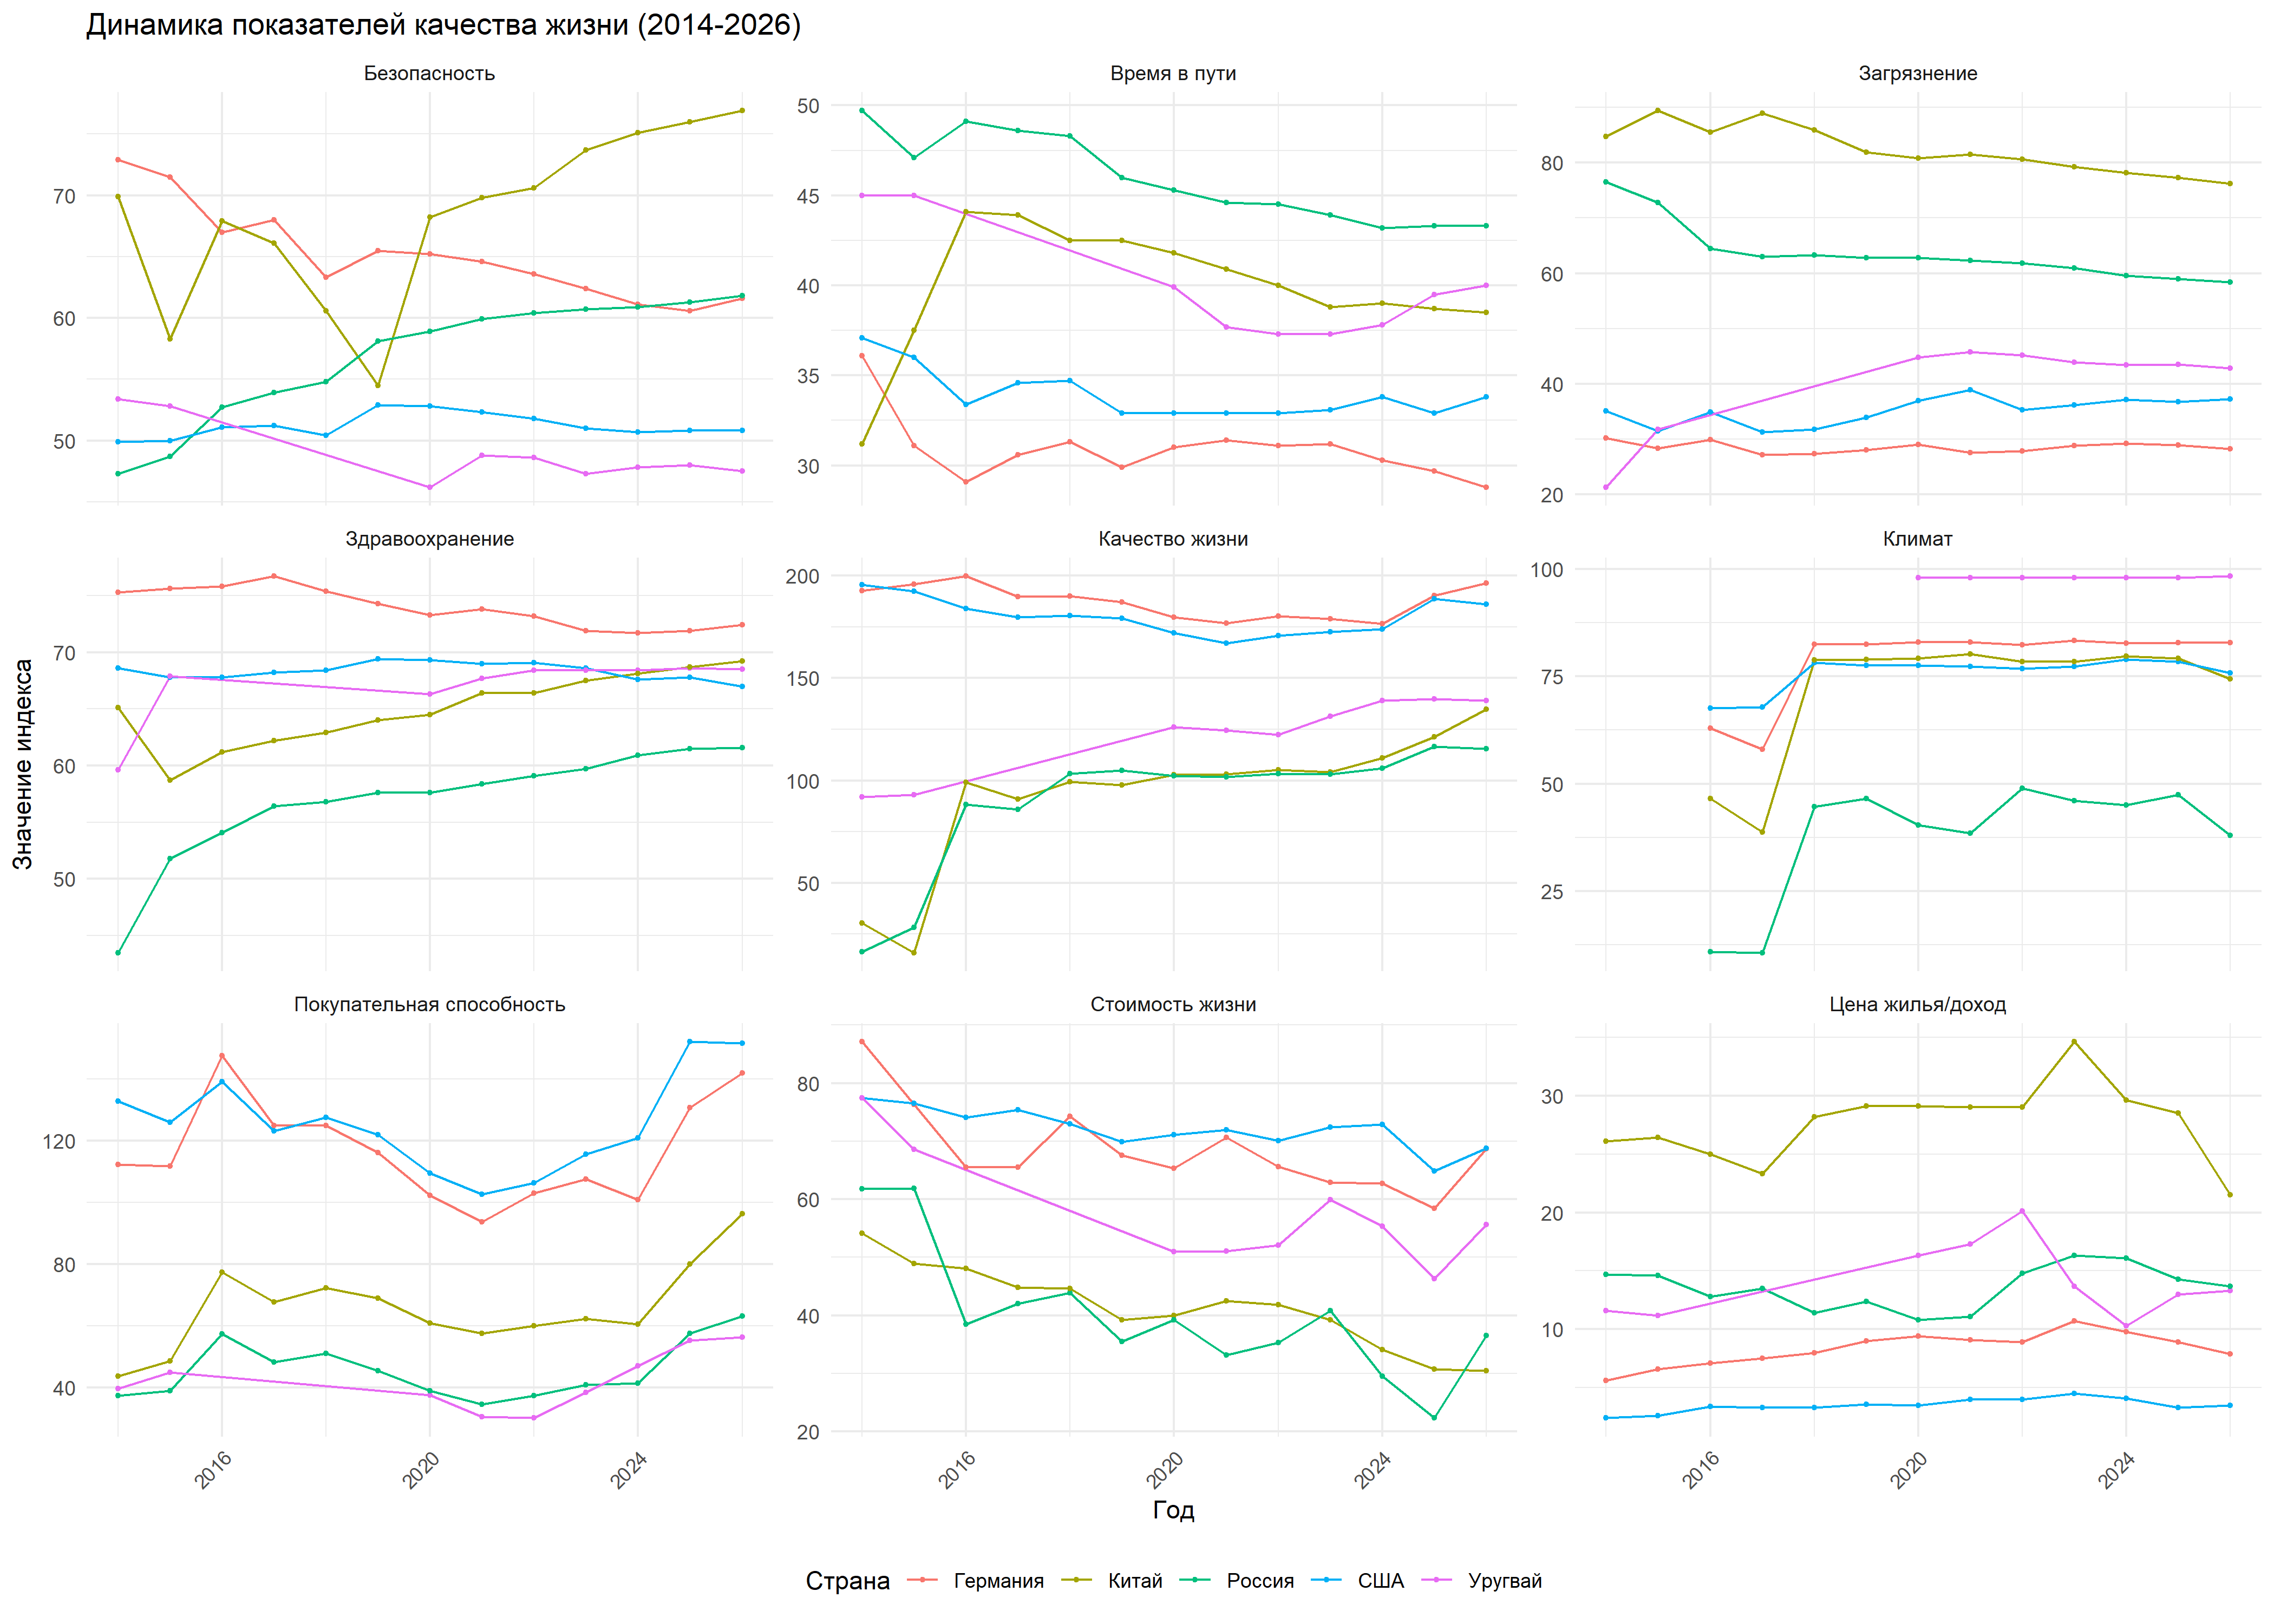 Динамика показателей качества жизни (2014-2026)
Безопасность
Время в пути
Загрязнение
70
60
50
50
45
40
35
30
80
60
40
20
Здравоохранение
Качество жизни
Климат
70
60
50
200
150
100
50
100
75
50
25
Покупательная способность
Стоимость жизни
Цена жилья/доход
120
80
40
80
60
40
20
30
20
10
2016
2020
2024
2016
2020
2024
2016
2020
2024
Значение индекса
Год
Страна
Германия
Китай
Россия
США
Уругвай